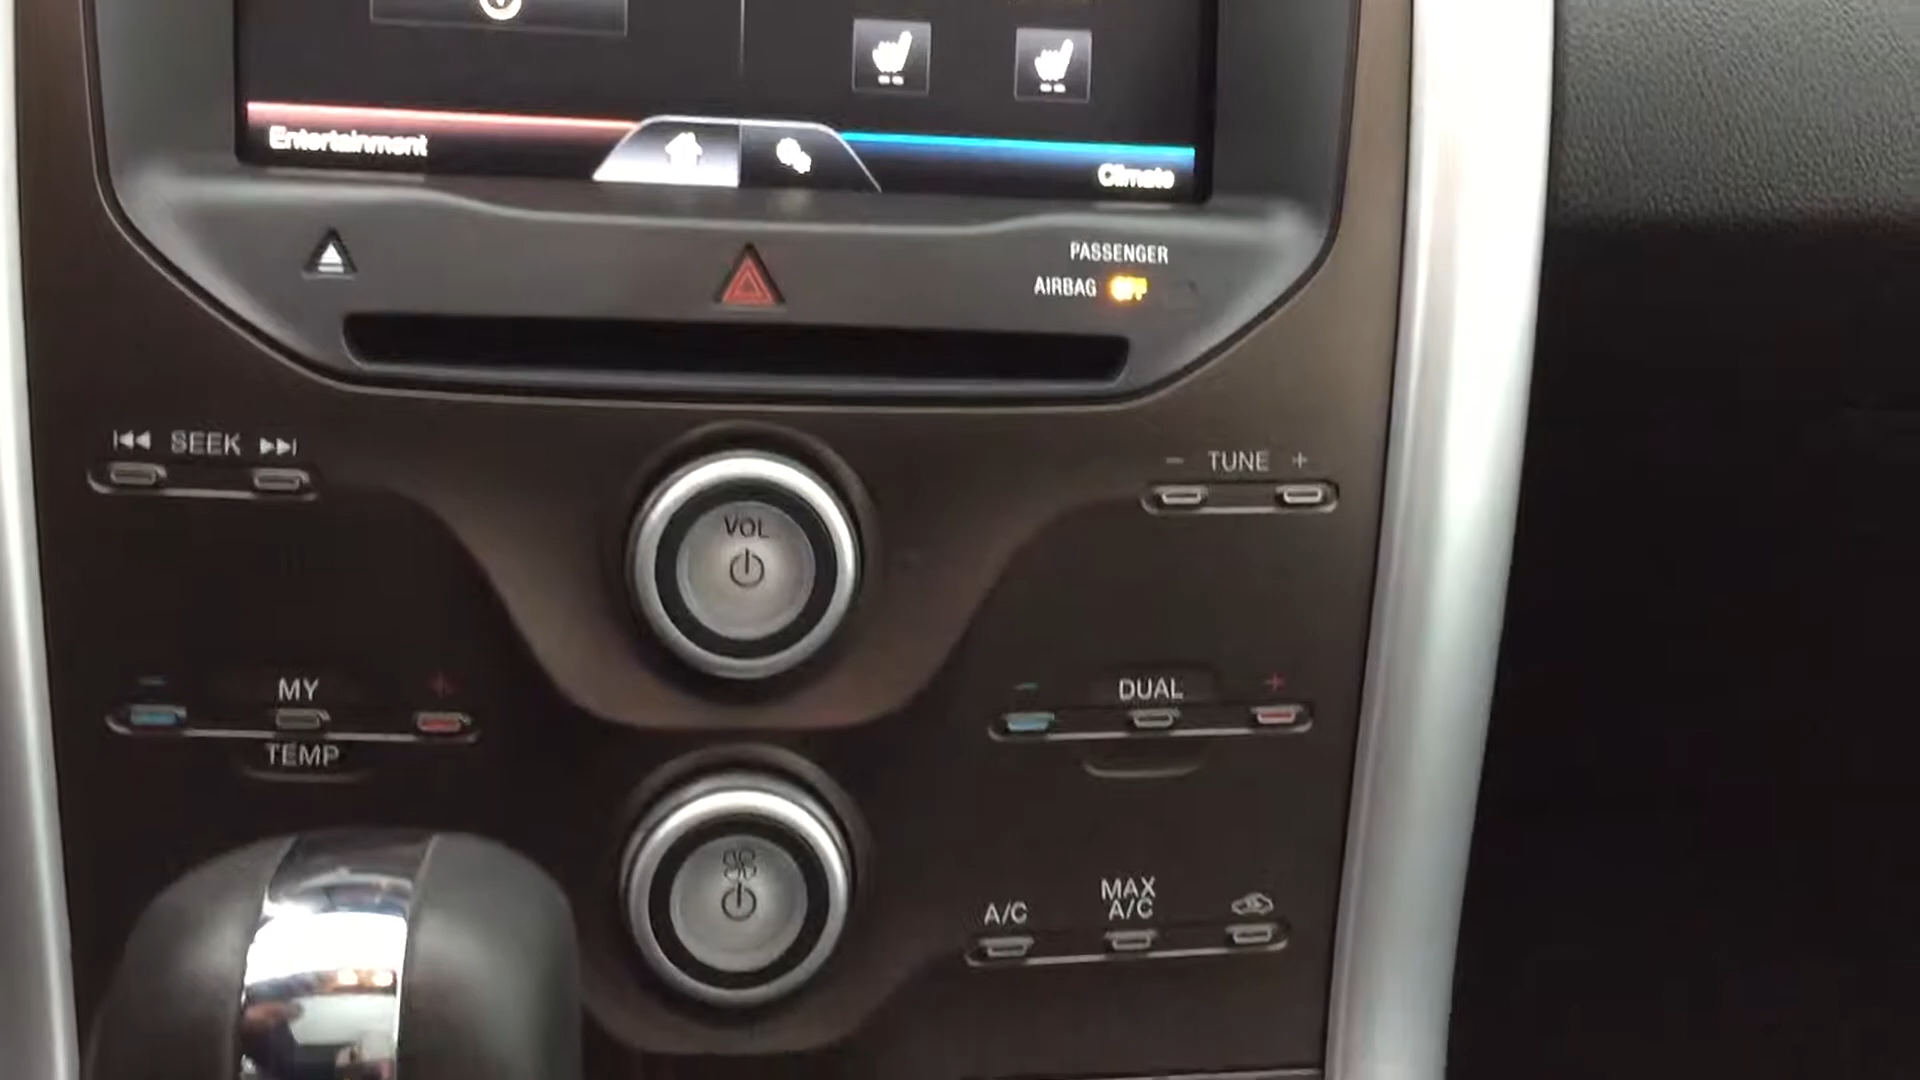 Entertainment
Climate
PASSENGER
AIRBAG OFF
SEEK
- TUNE +
VOL
- MY +
TEMP
- DUAL +
A/C
MAX
A/C